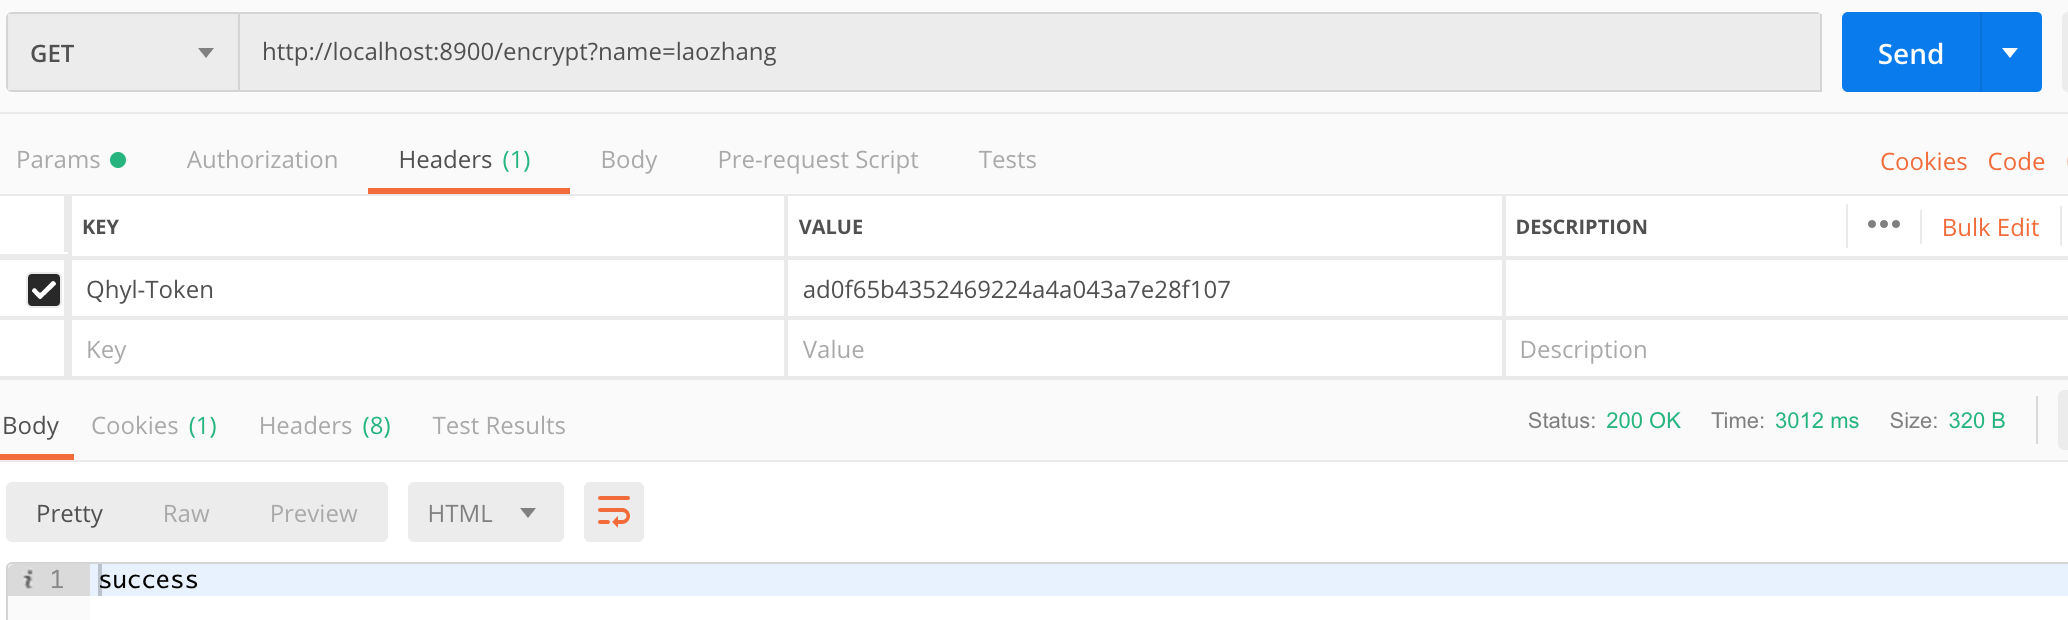 GET http://localhost:8900/encrypt?name=laozhang Send
Params Authorization Headers (1) Body Pre-request Script Tests Cookies Code
KEY VALUE DESCRIPTION ••• Bulk Edit
Qhyl-Token ad0f65b4352469224a4a043a7e28f107
Key Value Description
Body Cookies (1) Headers (8) Test Results Status: 200 OK Time: 3012 ms Size: 320 B
Pretty Raw Preview HTML
i 1 success